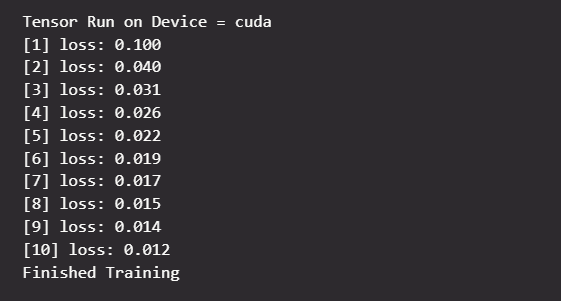 Tensor Run on Device = cuda
[1] loss: 0.100
[2] loss: 0.040
[3] loss: 0.031
[4] loss: 0.026
[5] loss: 0.022
[6] loss: 0.019
[7] loss: 0.017
[8] loss: 0.015
[9] loss: 0.014
[10] loss: 0.012
Finished Training